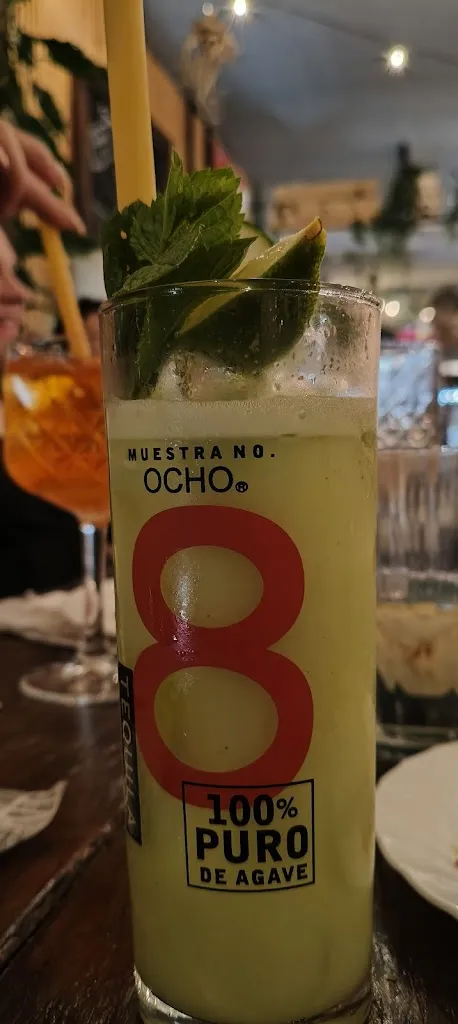 MUESTRA NO.
OCHO®
8
TEQUILA
100%
PURO
DE AGAVE